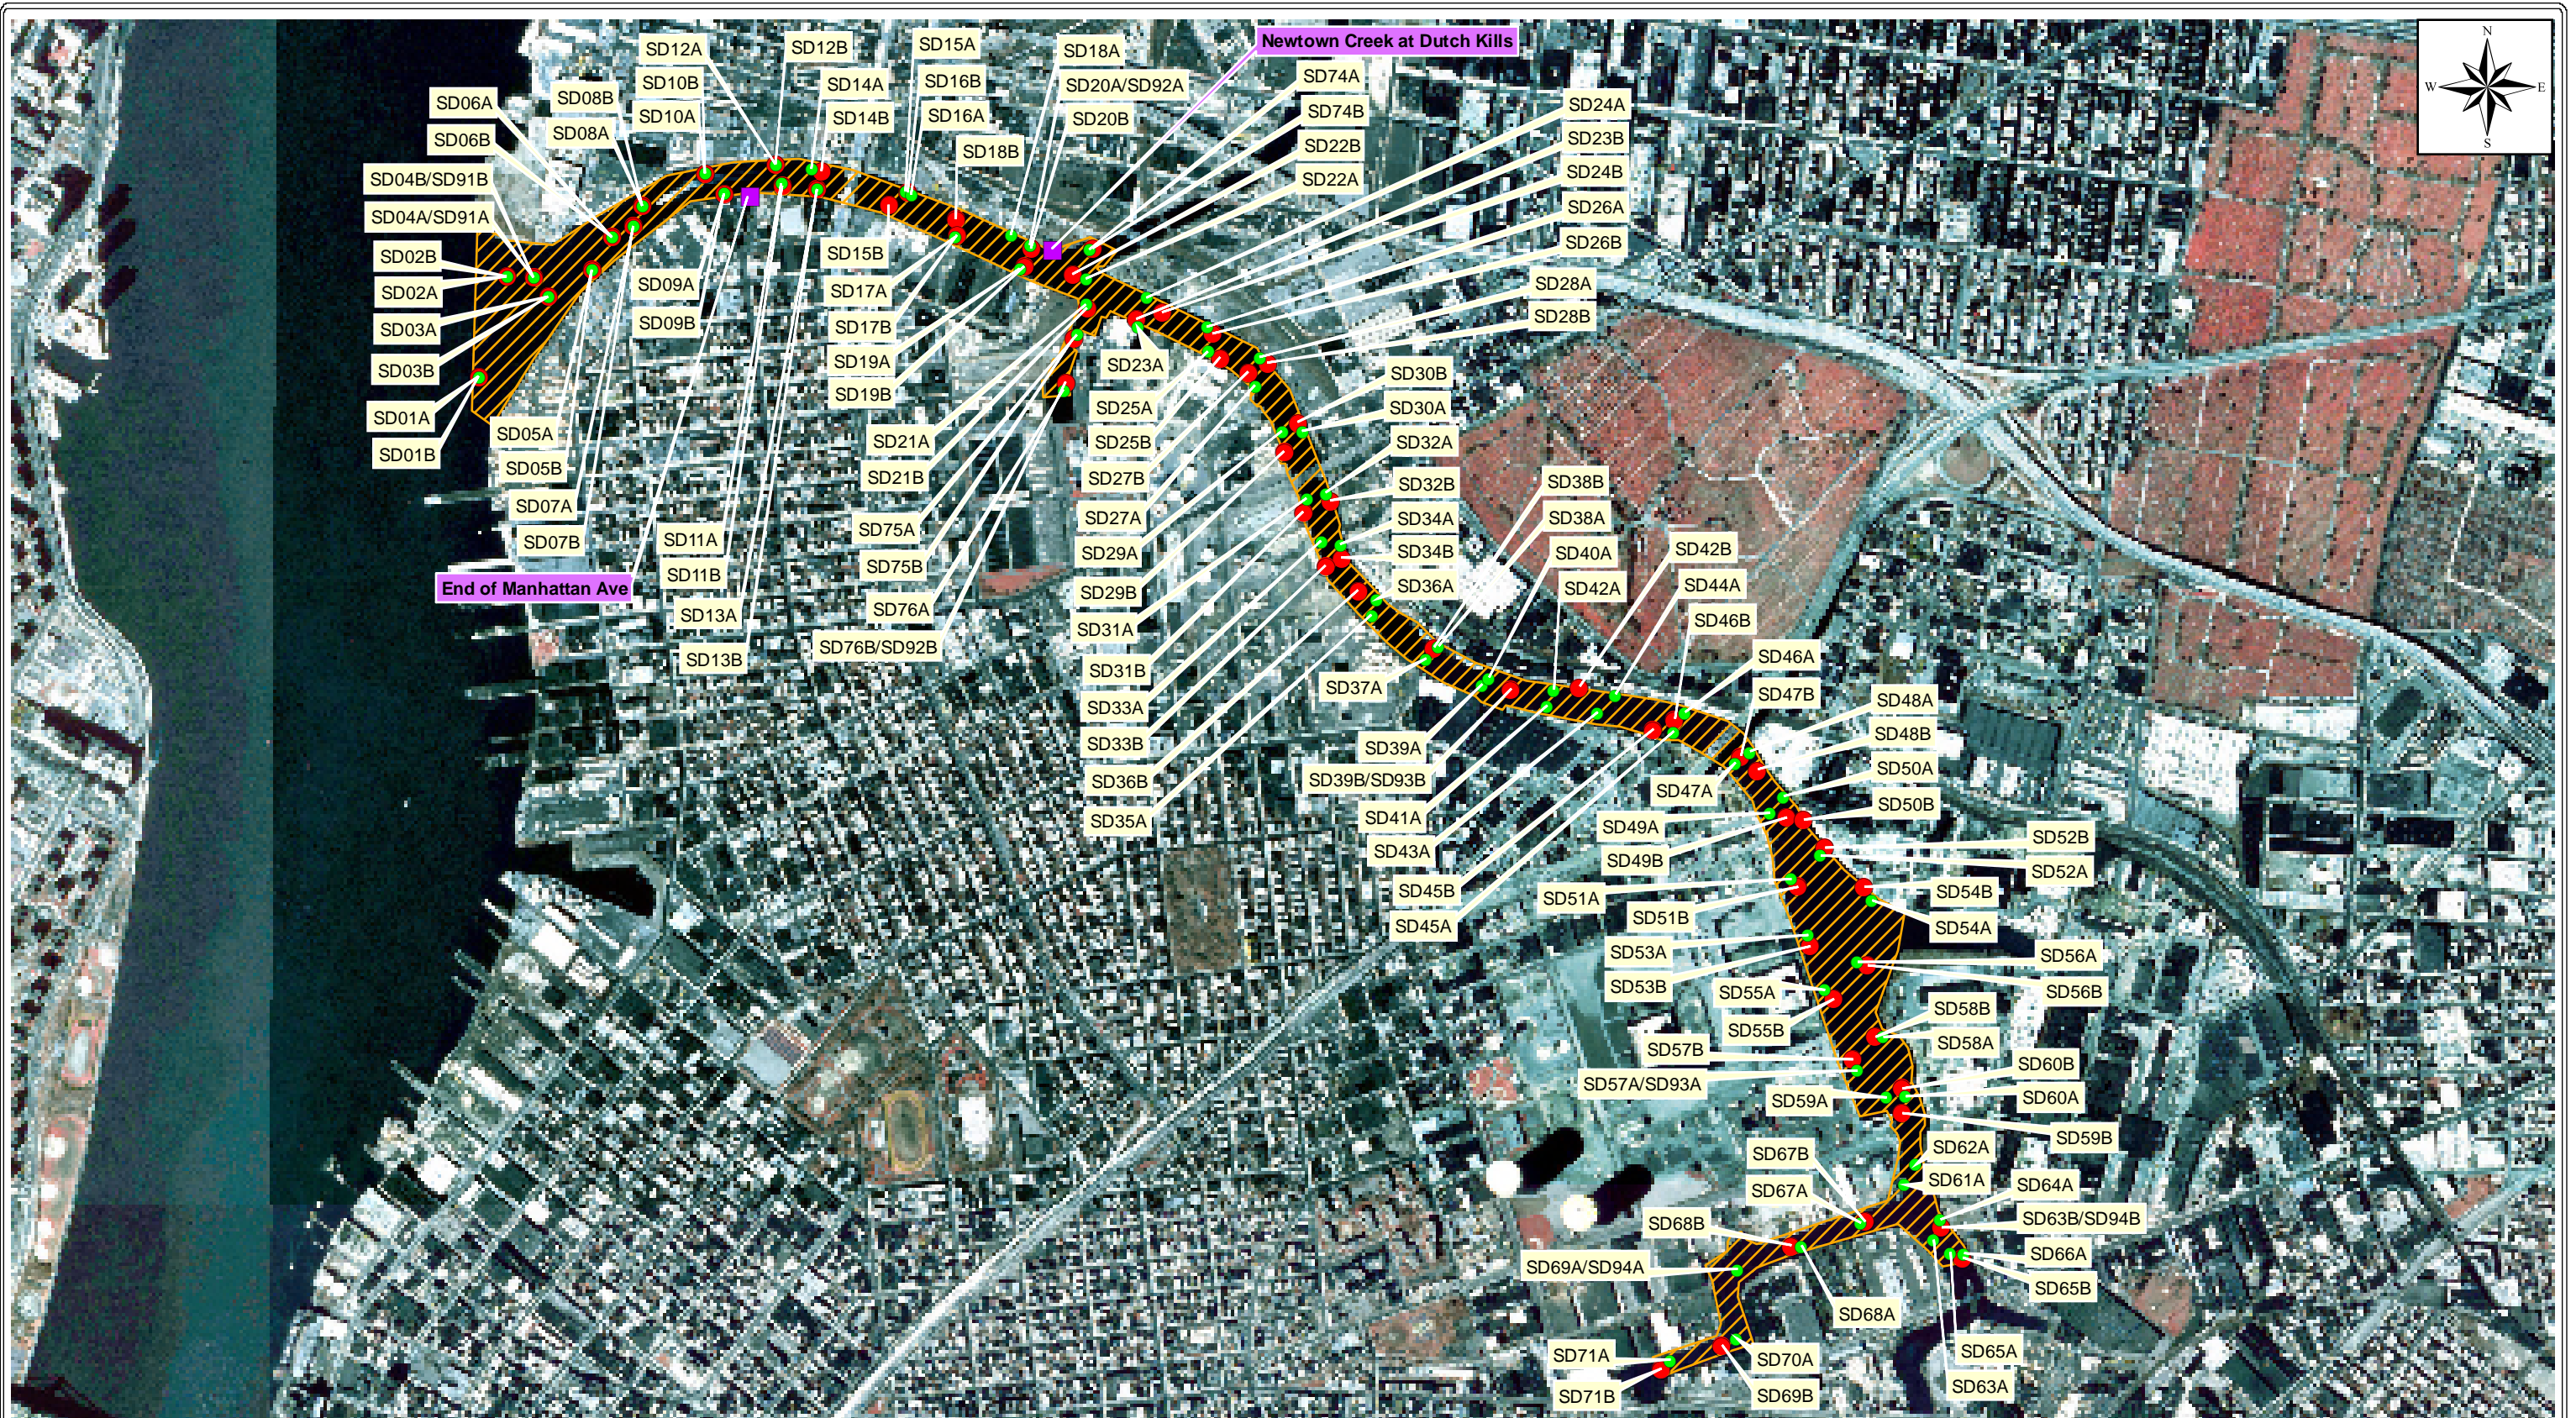 Newtown Creek at Dutch Kills
N
W
E
S
SD12A
SD12B
SD10B
SD10A
SD08B
SD08A
SD06A
SD06B
SD04B/SD91B
SD04A/SD91A
SD02B
SD02A
SD03A
SD03B
SD01A
SD01B
SD14A
SD14B
SD15A
SD16B
SD16A
SD18B
SD18A
SD20A/SD92A
SD20B
SD74A
SD74B
SD22B
SD22A
SD24A
SD23B
SD24B
SD26A
SD26B
SD28A
SD28B
SD05A
SD05B
SD07A
SD07B
End of Manhattan Ave
SD09A
SD09B
SD11A
SD11B
SD13A
SD13B
SD15B
SD17A
SD17B
SD19A
SD19B
SD21A
SD21B
SD75A
SD75B
SD76A
SD76B/SD92B
SD23A
SD25A
SD25B
SD27B
SD27A
SD29A
SD29B
SD31A
SD31B
SD33A
SD33B
SD36B
SD35A
SD30B
SD30A
SD32A
SD32B
SD34A
SD34B
SD36A
SD38B
SD38A
SD40A
SD42A
SD42B
SD44A
SD46B
SD46A
SD47B
SD48A
SD48B
SD50A
SD50B
SD37A
SD39A
SD39B/SD93B
SD41A
SD43A
SD45B
SD45A
SD47A
SD49A
SD49B
SD51A
SD51B
SD53A
SD53B
SD55A
SD55B
SD57B
SD57A/SD93A
SD59A
SD52B
SD52A
SD54B
SD54A
SD56A
SD56B
SD58B
SD58A
SD60B
SD60A
SD59B
SD62A
SD61A
SD64A
SD63B/SD94B
SD66A
SD65B
SD67B
SD67A
SD68B
SD69A/SD94A
SD68A
SD65A
SD63A
SD70A
SD69B
SD71A
SD71B